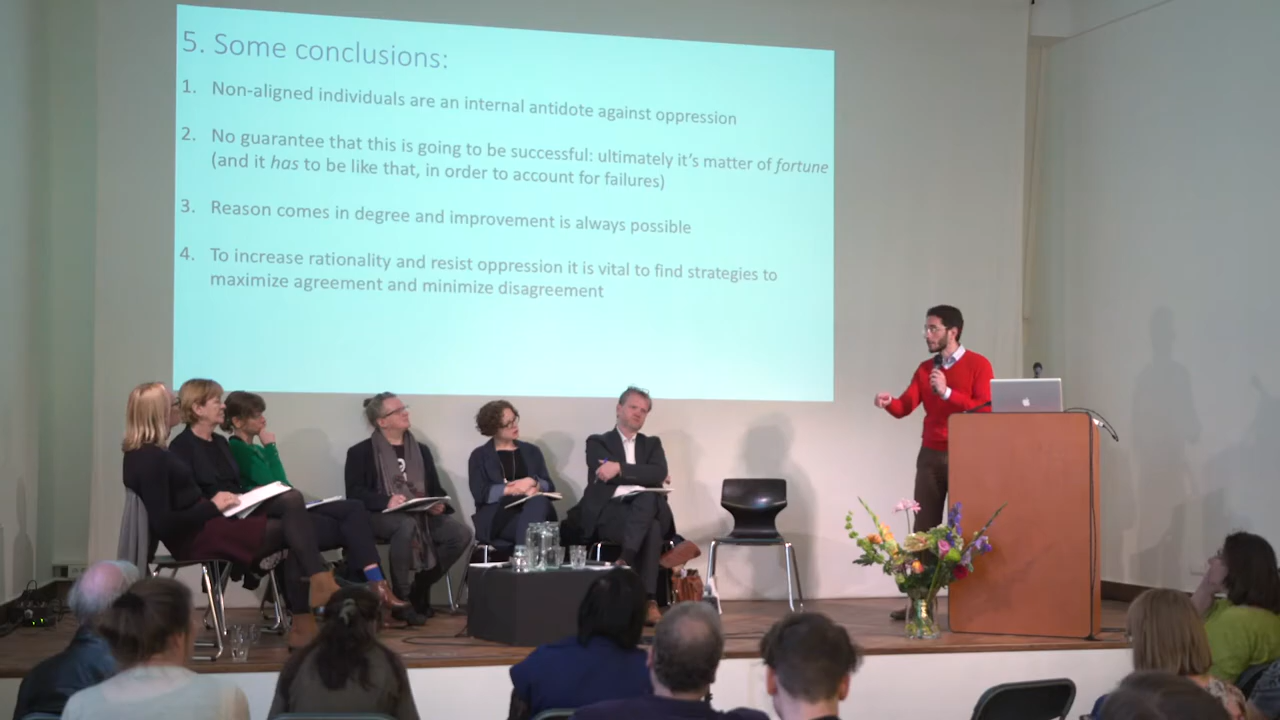 5. Some conclusions:
1. Non-aligned individuals are an internal antidote against oppression
2. No guarantee that this is going to be successful: ultimately it's matter of fortune
(and it has to be like that, in order to account for failures)
3. Reason comes in degree and improvement is always possible
4. To increase rationality and resist oppression it is vital to find strategies to
maximize agreement and minimize disagreement